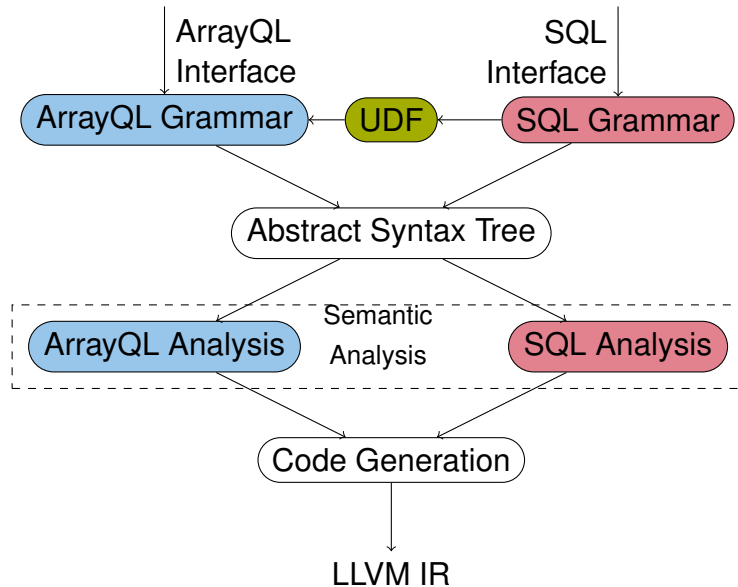 ArrayQL
Interface
SQL
Interface
ArrayQL Grammar
UDF
SQL Grammar
Abstract Syntax Tree
Semantic
Analysis
ArrayQL Analysis
SQL Analysis
Code Generation
LLVM IR